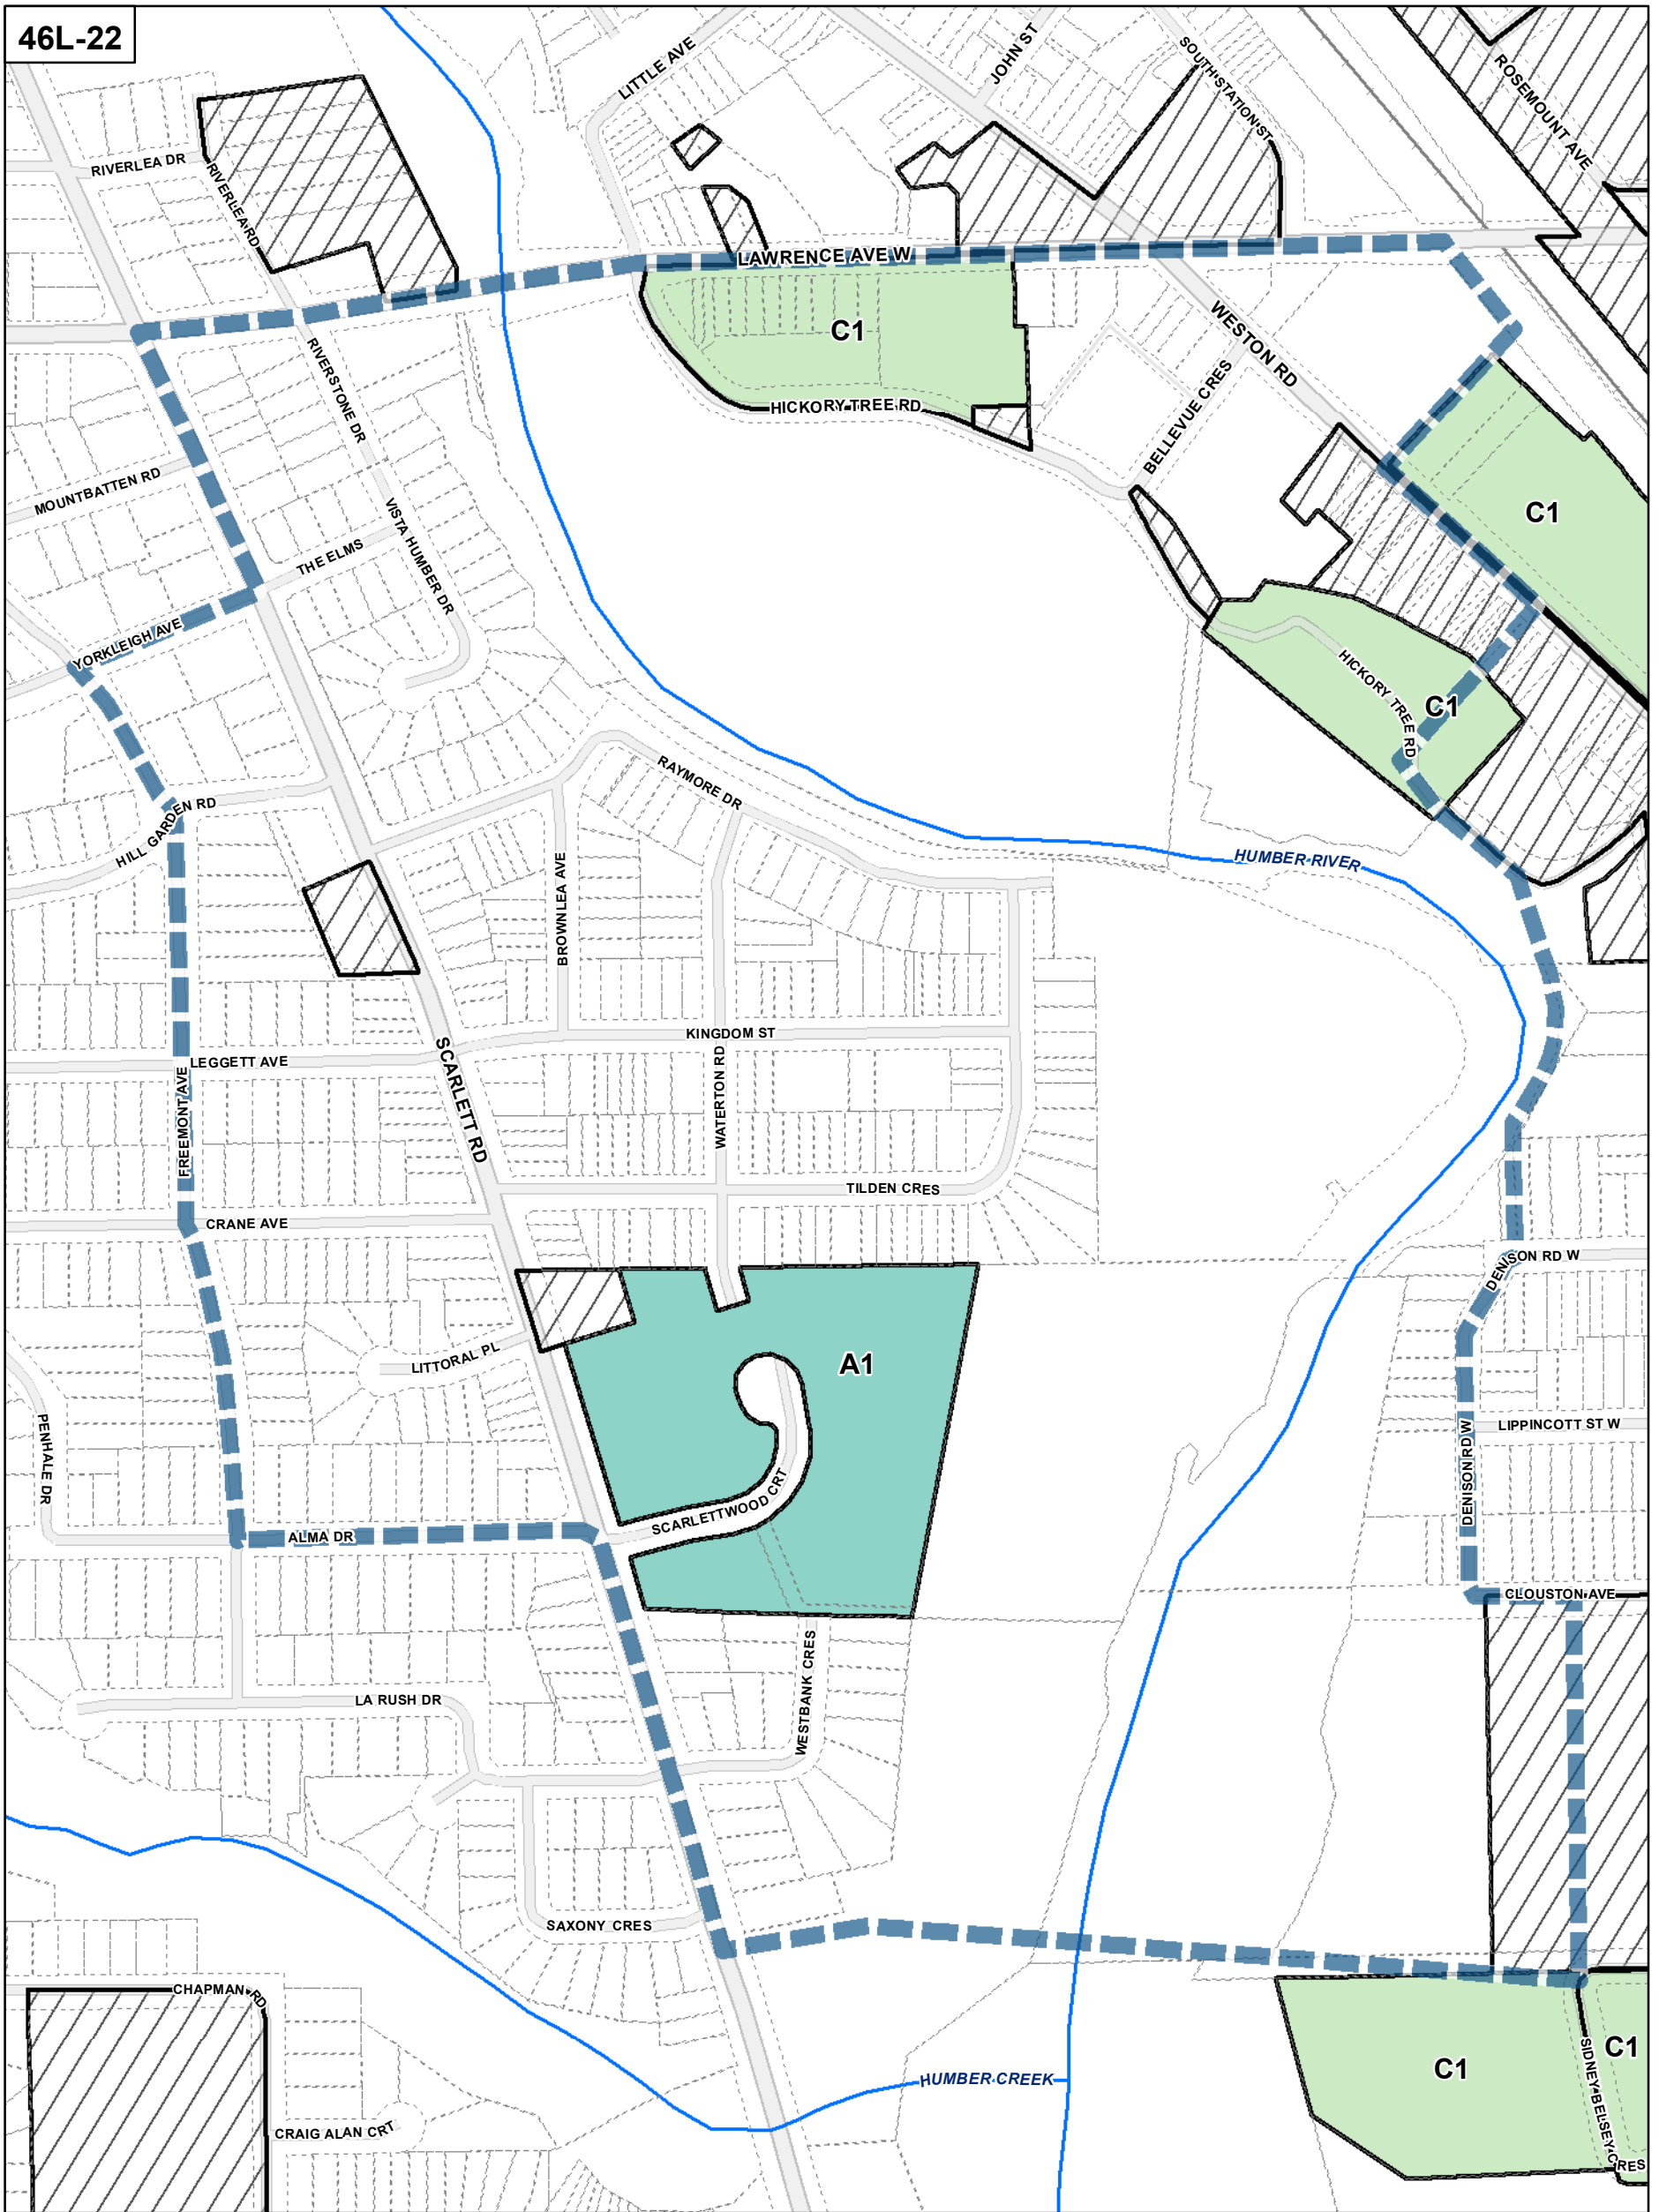 46L-22
LITTLE AVE
JOHN ST
SOUTH STATION ST
ROSEMOUNT AVE
RIVERLEA DR
RIVERLEA RD
LAWRENCE AVE W
C1
WESTON RD
RIVERSTONE DR
HICKORY TREE RD
BELLEVUE CRES
MOUNTBATTEN RD
VISTA HUMBER DR
C1
THE ELMS
YORKLEIGH AVE
HICKORY TREE RD
C1
RAYMORE DR
HILL GARDEN RD
HUMBER RIVER
BROWNLEA AVE
KINGDOM ST
LEGGETT AVE
SCARLETT RD
WATERTON RD
FREEMONT AVE
TILDEN CRES
CRANE AVE
DENISON RD W
LITTORAL PL
A1
PENHALE DR
LIPPINCOTT ST W
DENISON RD W
SCARLETTWOOD CRT
ALMA DR
CLOUSTON AVE
WESTBANK CRES
LA RUSH DR
SAXONY CRES
CHAPMAN RD
C1
C1
HUMBER CREEK
SIDNEY BELSEY CRES
CRAIG ALAN CRT